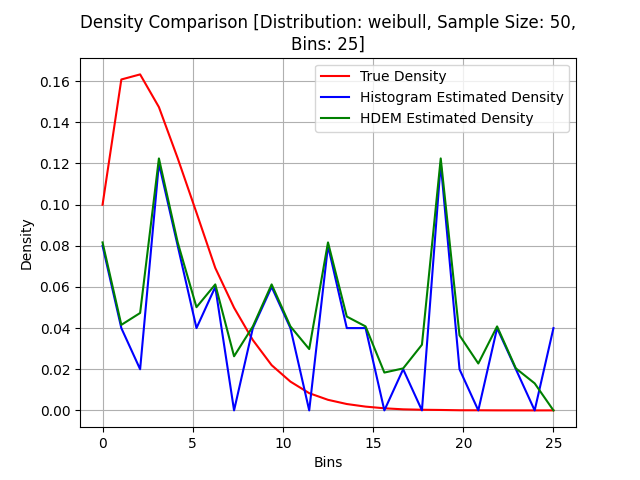 Density Comparison [Distribution: weibull, Sample Size: 50,
Bins: 25]
True Density
Histogram Estimated Density
HDEM Estimated Density
0.16
0.14
0.12
0.10
0.08
0.06
0.04
0.02
0.00
Density
0 5 10 15 20 25
Bins